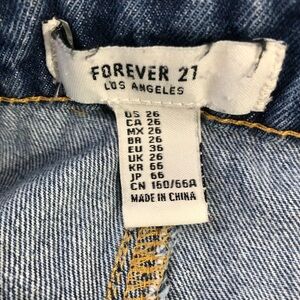 FOREVER 21
LOS ANGELES
US 26
CA 26
MX 26
BR 26
EU 36
UK 26
KR 66
JP 66
CN 160/66A
MADE IN CHINA